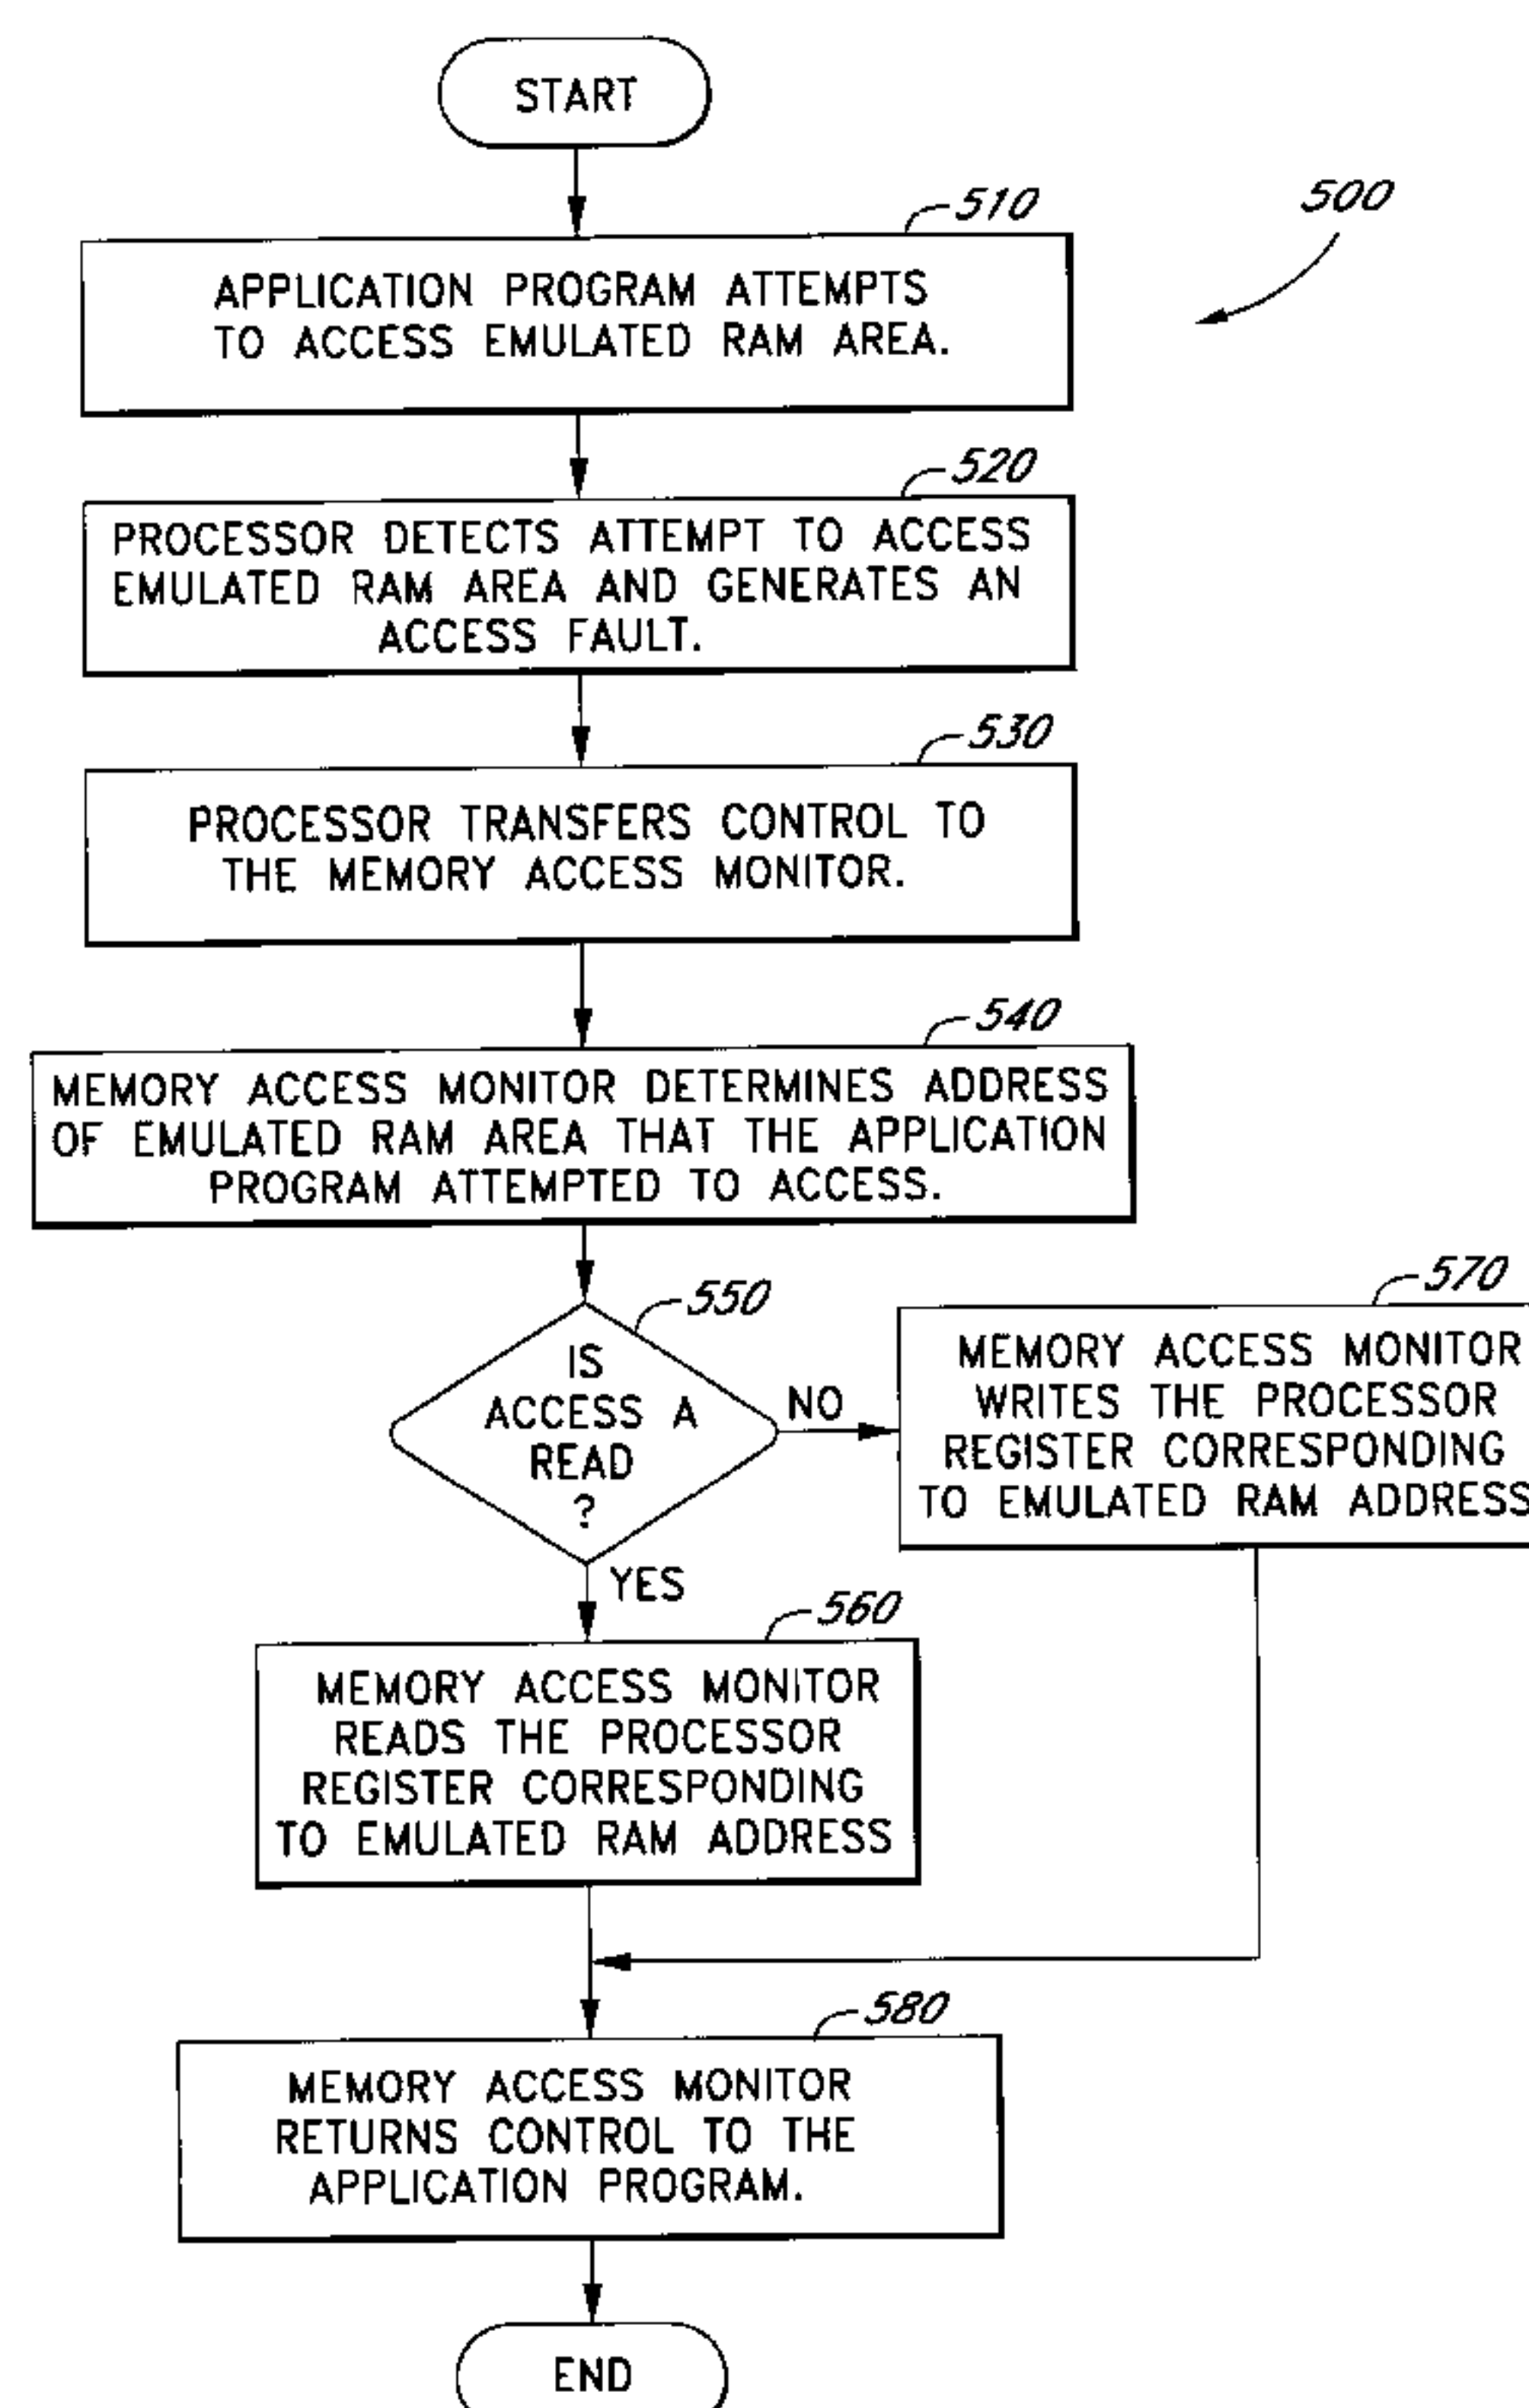 START
510
500
APPLICATION PROGRAM ATTEMPTS
TO ACCESS EMULATED RAM AREA.
520
PROCESSOR DETECTS ATTEMPT TO ACCESS
EMULATED RAM AREA AND GENERATES AN
ACCESS FAULT.
530
PROCESSOR TRANSFERS CONTROL TO
THE MEMORY ACCESS MONITOR.
540
MEMORY ACCESS MONITOR DETERMINES ADDRESS
OF EMULATED RAM AREA THAT THE APPLICATION
PROGRAM ATTEMPTED TO ACCESS.
550
IS
ACCESS A
READ
?
NO
570
MEMORY ACCESS MONITOR
WRITES THE PROCESSOR
REGISTER CORRESPONDING
TO EMULATED RAM ADDRESS
YES
560
MEMORY ACCESS MONITOR
READS THE PROCESSOR
REGISTER CORRESPONDING
TO EMULATED RAM ADDRESS
580
MEMORY ACCESS MONITOR
RETURNS CONTROL TO THE
APPLICATION PROGRAM.
END